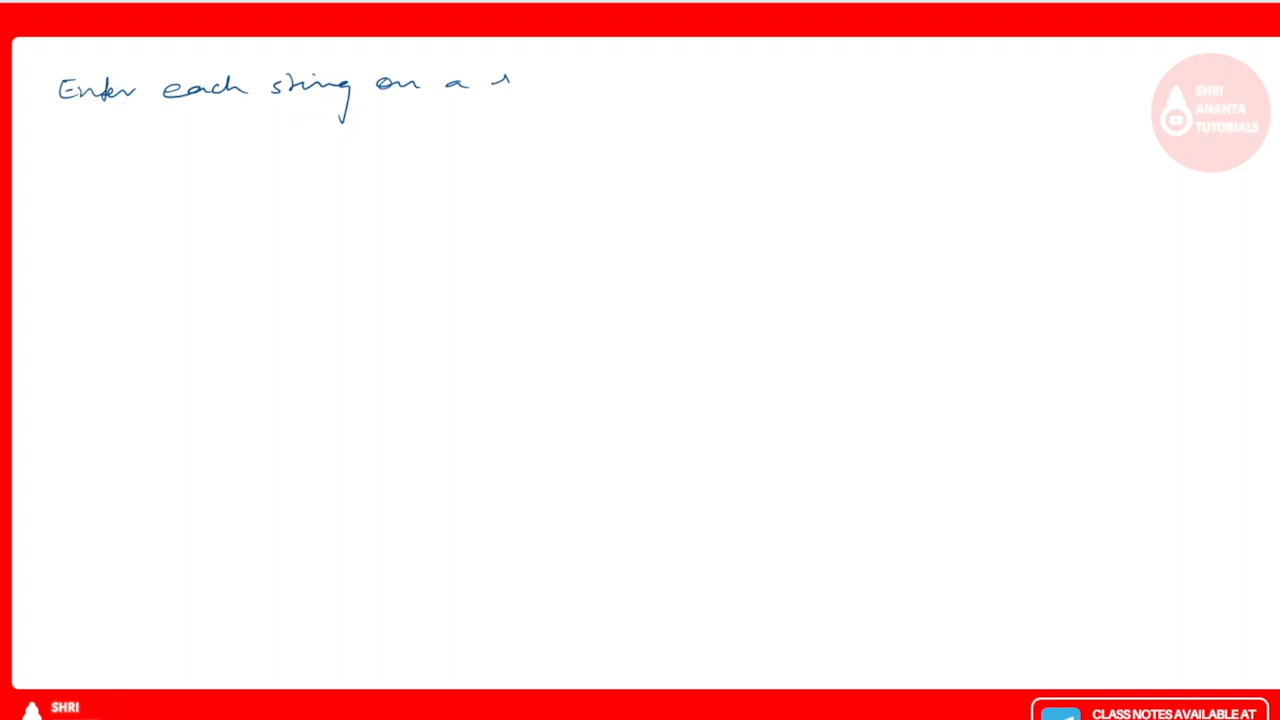 Enter each string on a
SHRI
ANANTA
TUTORIALS
SHRI
CLASS NOTES AVAILABLE AT